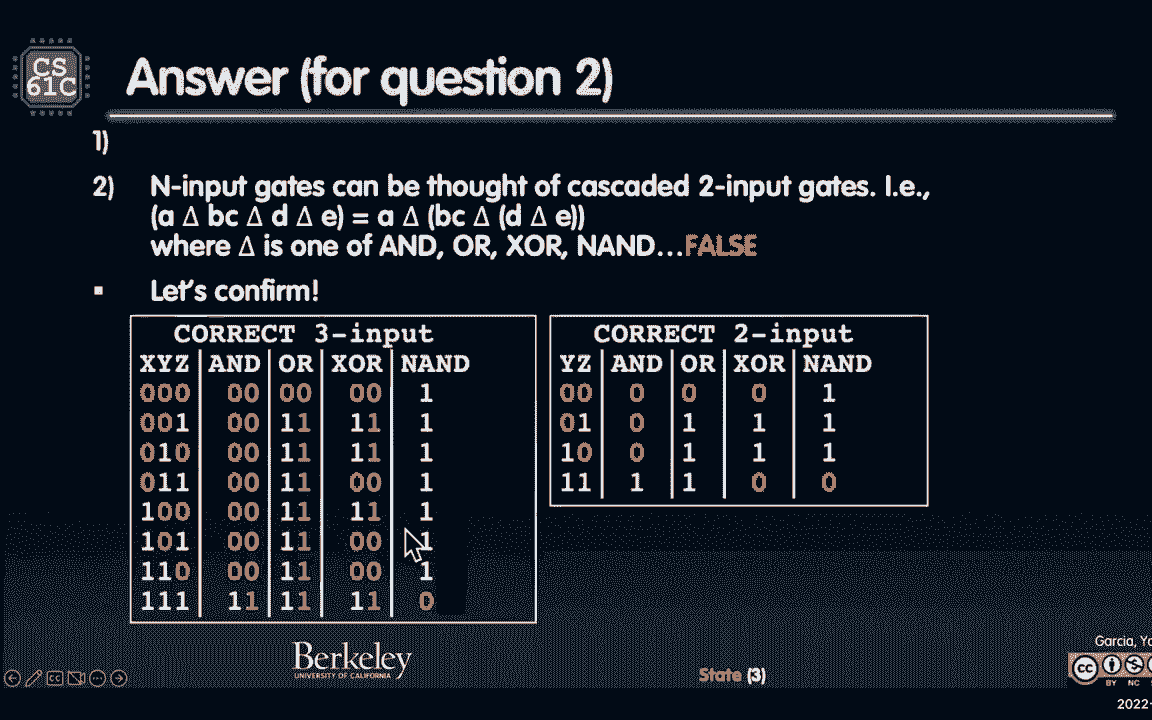 CS
61C
Answer (for question 2)
1)
2) N-input gates can be thought of cascaded 2-input gates. I.e.,
(a Δ bc Δ d Δ e) = a Δ (bc Δ (d Δ e))
where Δ is one of AND, OR, XOR, NAND…FALSE
▪ Let's confirm!
CORRECT 3-input
XYZ AND OR XOR NAND
000 00 00 00 1
001 00 11 11 1
010 00 11 11 1
011 00 11 00 1
100 00 11 11 1
101 00 11 00 1
110 00 11 00 1
111 11 11 11 0
CORRECT 2-input
YZ AND OR XOR NAND
00 0 0 0 1
01 0 1 1 1
10 0 1 1 1
11 1 1 0 0
Berkeley
UNIVERSITY OF CALIFORNIA
State (3)
Garcia, Yo
cc
BY NC
2022-